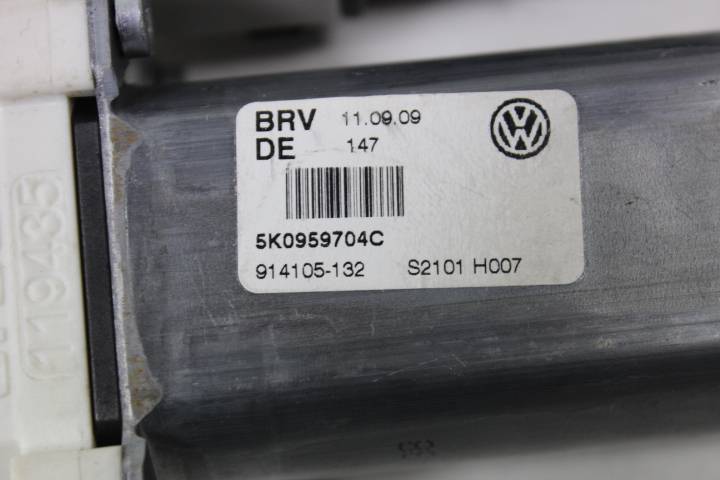 BRV 11.09.09
DE 147
5K0959704C
914105-132 S2101 H007
119435